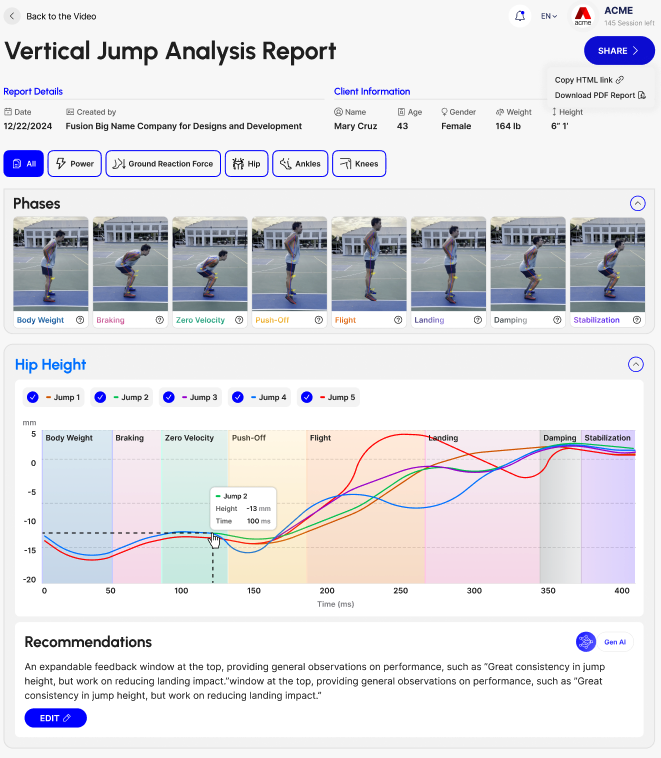 Back to the Video
EN
acme
ACME
145 Session left
Vertical Jump Analysis Report
SHARE
Copy HTML link
Download PDF Report
Report Details
Client Information
Date
Created by
Name
Age
Gender
Weight
Height
12/22/2024
Fusion Big Name Company for Designs and Development
Mary Cruz
43
Female
164 lb
6" 1'
All
Power
Ground Reaction Force
Hip
Ankles
Knees
Phases
Body Weight
Braking
Zero Velocity
Push-Off
Flight
Landing
Damping
Stabilization
Hip Height
Jump 1
Jump 2
Jump 3
Jump 4
Jump 5
mm
5
0
-5
-10
-15
-20
Body Weight
Braking
Zero Velocity
Push-Off
Flight
Landing
Damping
Stabilization
Jump 2
Height -13 mm
Time 100 ms
0 50 100 150 200 250 300 350 400
Time (ms)
Recommendations
Gen AI
An expandable feedback window at the top, providing general observations on performance, such as "Great consistency in jump
height, but work on reducing landing impact."window at the top, providing general observations on performance, such as "Great
consistency in jump height, but work on reducing landing impact."
EDIT